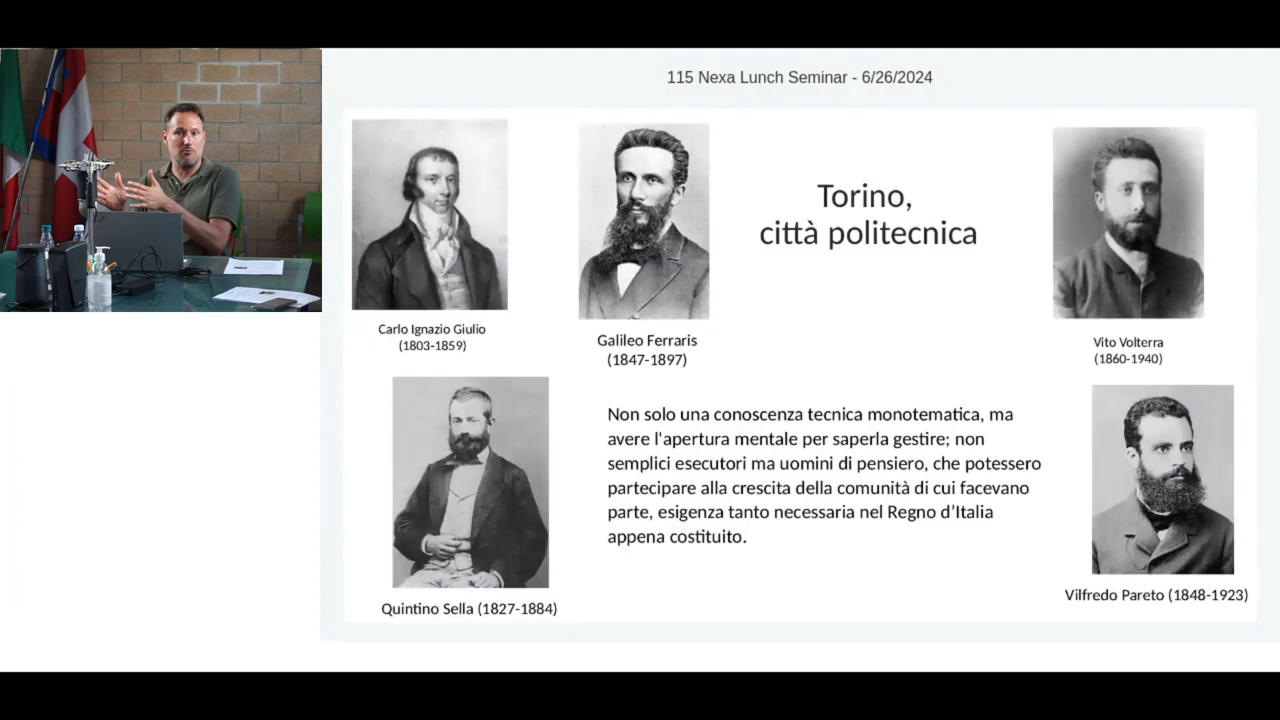 115 Nexa Lunch Seminar - 6/26/2024
Torino,
città politecnica
Carlo Ignazio Giulio
(1803-1859)
Galileo Ferraris
(1847-1897)
Vito Volterra
(1860-1940)
Non solo una conoscenza tecnica monotematica, ma
avere l'apertura mentale per saperla gestire; non
semplici esecutori ma uomini di pensiero, che potessero
partecipare alla crescita della comunità di cui facevano
parte, esigenza tanto necessaria nel Regno d’Italia
appena costituito.
Quintino Sella (1827-1884)
Vilfredo Pareto (1848-1923)